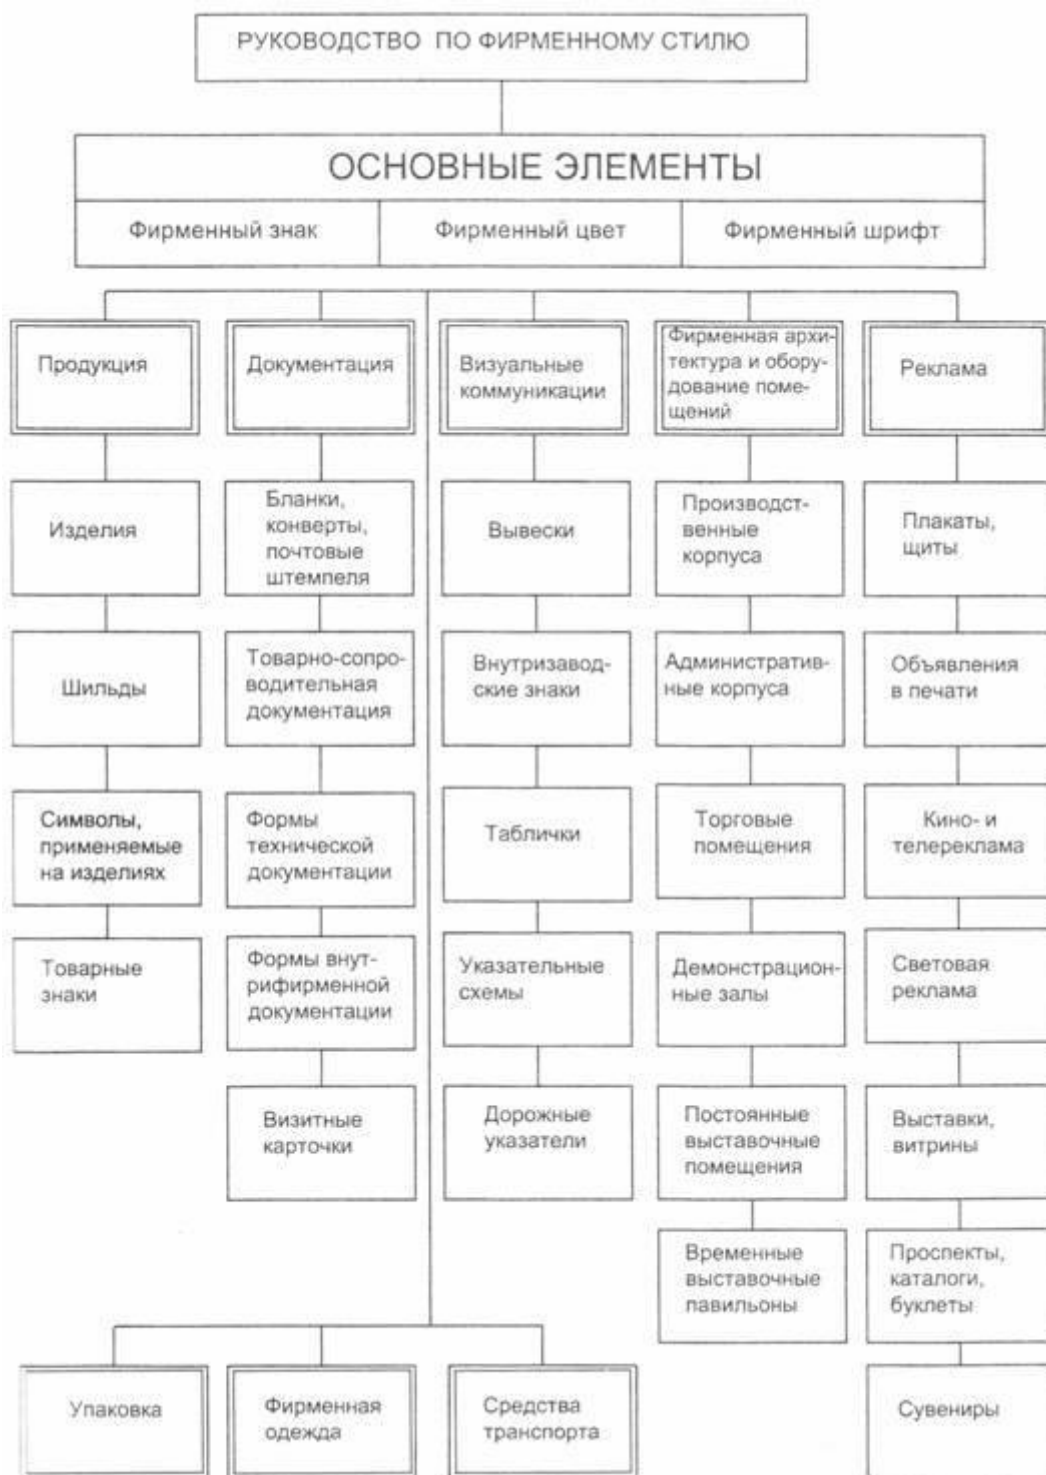 РУКОВОДСТВО ПО ФИРМЕННОМУ СТИЛЮ
ОСНОВНЫЕ ЭЛЕМЕНТЫ
Фирменный знак
Фирменный цвет
Фирменный шрифт
Продукция
Документация
Визуальные
коммуникации
Фирменная архи-
тектура и обору-
дование поме-
щений
Реклама
Изделия
Бланки,
конверты,
почтовые
штемпеля
Вывески
Производст-
венные
корпуса
Плакаты,
щиты
Шильды
Товарно-сопро-
водительная
документация
Внутризавод-
ские знаки
Административ-
ные корпуса
Объявления
в печати
Символы,
применяемые
на изделиях
Формы
технической
документации
Таблички
Торговые
помещения
Кино- и
телереклама
Товарные
знаки
Формы внут-
рифирменной
документации
Указательные
схемы
Демонстрацион-
ные залы
Световая
реклама
Визитные
карточки
Дорожные
указатели
Постоянные
выставочные
помещения
Выставки,
витрины
Временные
выставочные
павильоны
Проспекты,
каталоги,
буклеты
Упаковка
Фирменная
одежда
Средства
транспорта
Сувениры